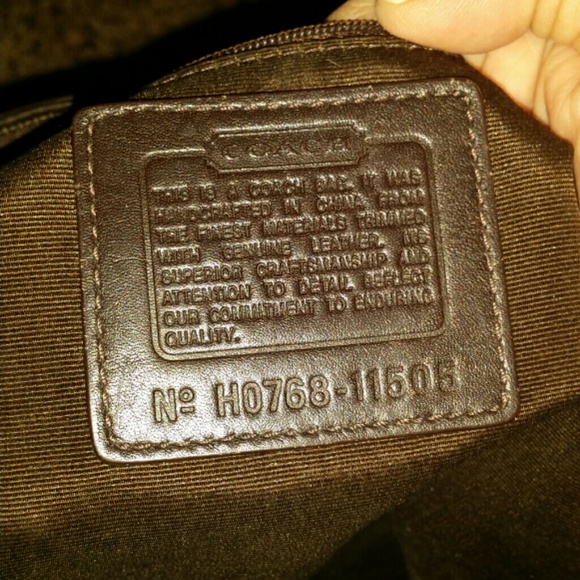 COACH
THIS IS A COACH BAG. IT WAS
HANDCRAFTED IN CHINA, FROM
THE FINEST MATERIALS TRIMMED
WITH GENUINE LEATHER. ITS
SUPERIOR CRAFTSMANSHIP AND
ATTENTION TO DETAIL REFLECT
OUR COMMITMENT TO ENDURING
QUALITY.
Nº H0768-11505